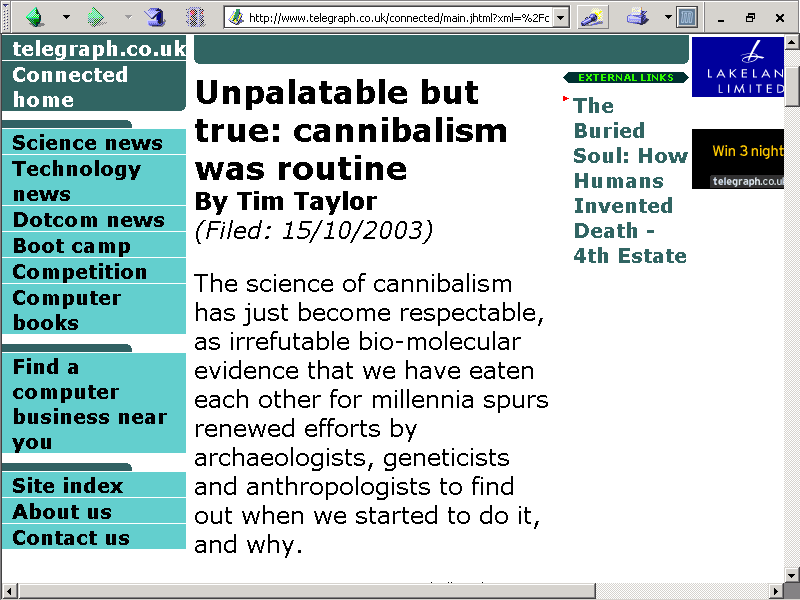 http://www.telegraph.co.uk/connected/main.jhtml?xml=%2Fc
telegraph.co.uk
Connected
home
Science news
Technology
news
Dotcom news
Boot camp
Competition
Computer
books
Find a
computer
business near
you
Site index
About us
Contact us
Unpalatable but
true: cannibalism
was routine
By Tim Taylor
(Filed: 15/10/2003)
The science of cannibalism
has just become respectable,
as irrefutable bio-molecular
evidence that we have eaten
each other for millennia spurs
renewed efforts by
archaeologists, geneticists
and anthropologists to find
out when we started to do it,
and why.
EXTERNAL LINKS
The
Buried
Soul: How
Humans
Invented
Death -
4th Estate
LAKELAN
LIMITED
Win 3 night
telegraph.co.u